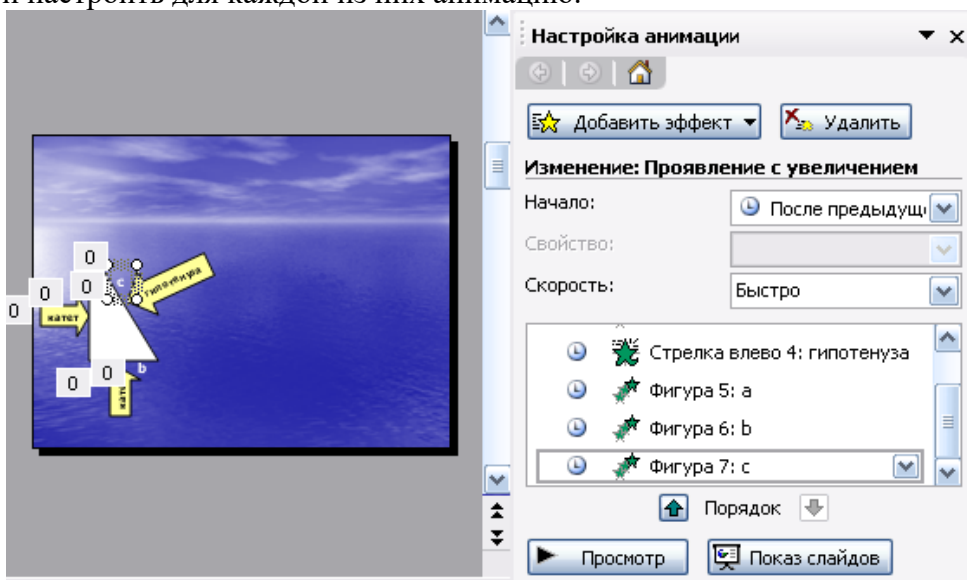 и настроить для каждой из них анимацию.
Настройка анимации
Добавить эффект
Удалить
Изменение: Проявление с увеличением
Начало:
После предыдущ
Свойство:
Скорость:
Быстро
0
0
0
0
0
0
c
гипотенуза
катет
b
кате
Стрелка влево 4: гипотенуза
Фигура 5: a
Фигура 6: b
Фигура 7: c
Порядок
Просмотр
Показ слайдов